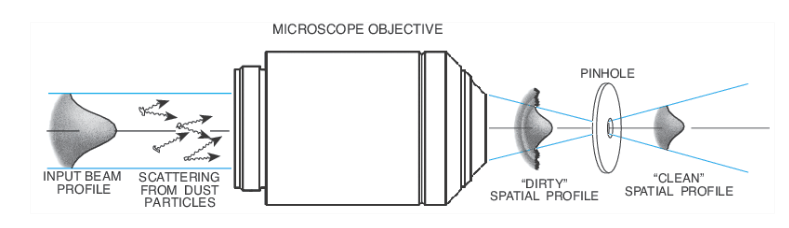 MICROSCOPE OBJECTIVE
PINHOLE
INPUT BEAM
PROFILE
SCATTERING
FROM DUST
PARTICLES
“DIRTY”
SPATIAL PROFILE
“CLEAN”
SPATIAL PROFILE